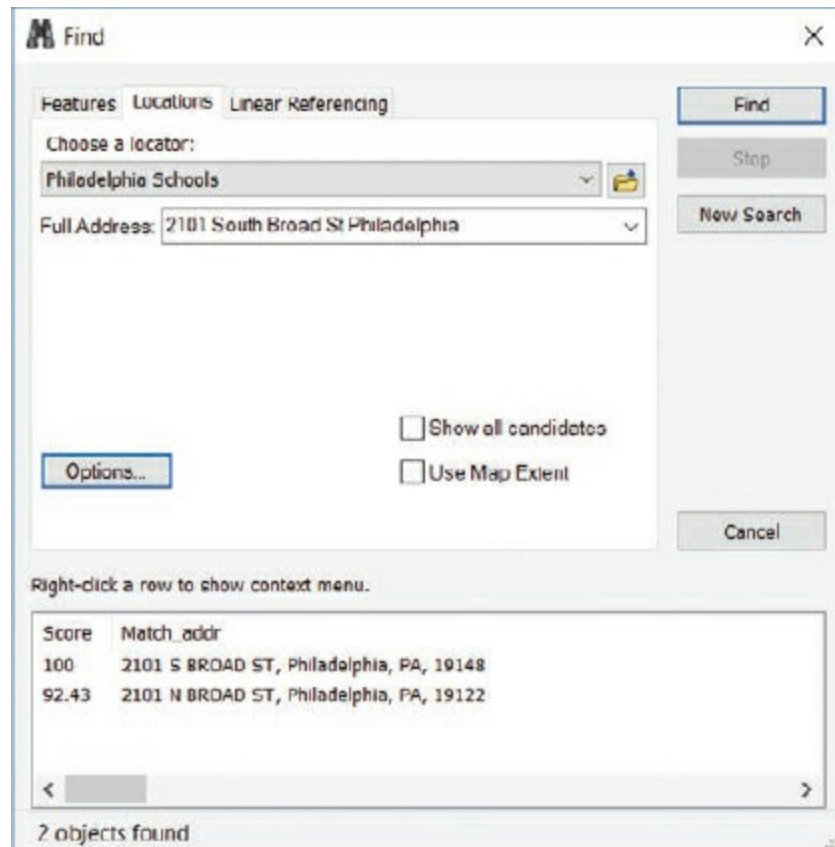 Find
Features Locations Linear Referencing
Find
Choose a locator:
Stop
Philadelphia Schools
New Search
Full Address: 2101 South Broad St Philadelphia
Show all candidates
Options... Use Map Extent
Cancel
Right-click a row to show context menu.
Score Match_addr
100 2101 S BROAD ST, Philadelphia, PA, 19148
92.43 2101 N BROAD ST, Philadelphia, PA, 19122
2 objects found